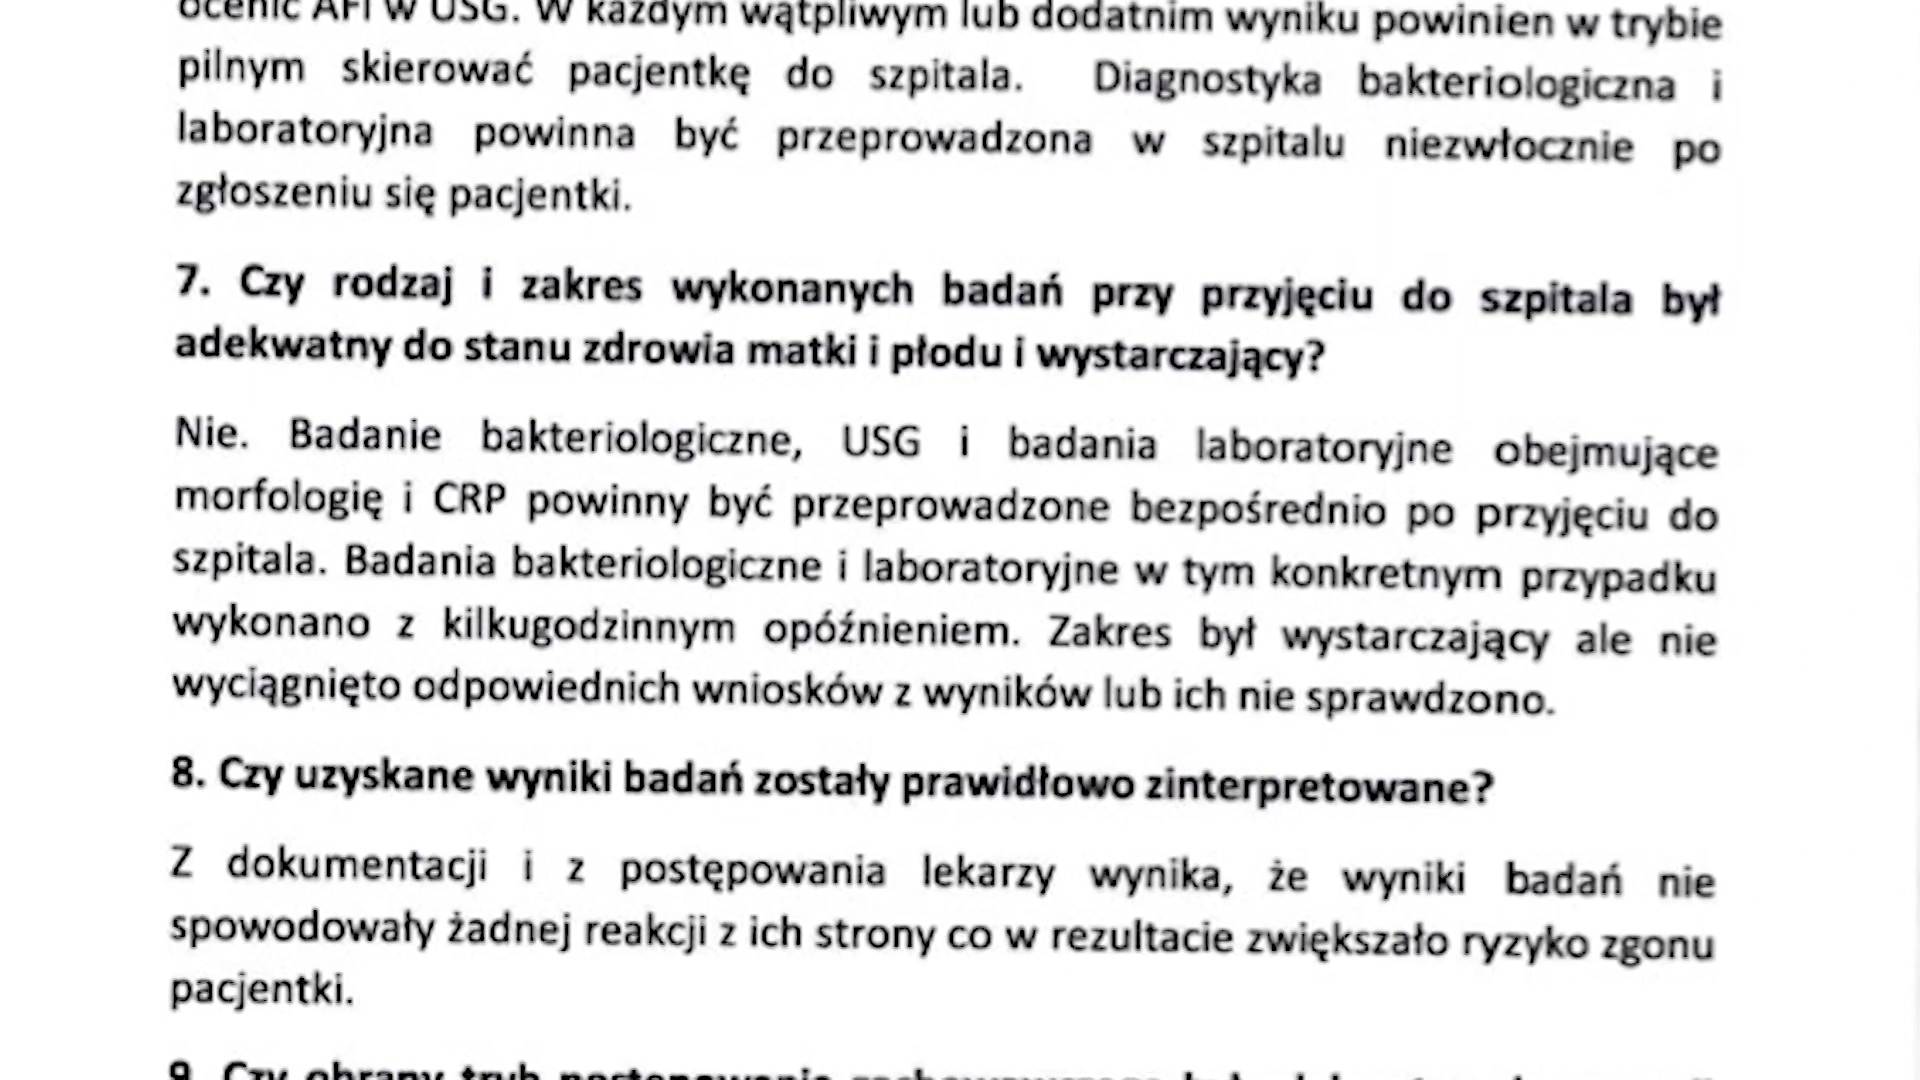 ocenić AFI w USG. W każdym wątpliwym lub dodatnim wyniku powinien w trybie
pilnym skierować pacjentkę do szpitala. Diagnostyka bakteriologiczna i
laboratoryjna powinna być przeprowadzona w szpitalu niezwłocznie po
zgłoszeniu się pacjentki.
7. Czy rodzaj i zakres wykonanych badań przy przyjęciu do szpitala był
adekwatny do stanu zdrowia matki i płodu i wystarczający?
Nie. Badanie bakteriologiczne, USG i badania laboratoryjne obejmujące
morfologię i CRP powinny być przeprowadzone bezpośrednio po przyjęciu do
szpitala. Badania bakteriologiczne i laboratoryjne w tym konkretnym przypadku
wykonano z kilkugodzinnym opóźnieniem. Zakres był wystarczający ale nie
wyciągnięto odpowiednich wniosków z wyników lub ich nie sprawdzono.
8. Czy uzyskane wyniki badań zostały prawidłowo zinterpretowane?
Z dokumentacji i z postępowania lekarzy wynika, że wyniki badań nie
spowodowały żadnej reakcji z ich strony co w rezultacie zwiększało ryzyko zgonu
pacjentki.
9. Czy obrany tryb postępowania